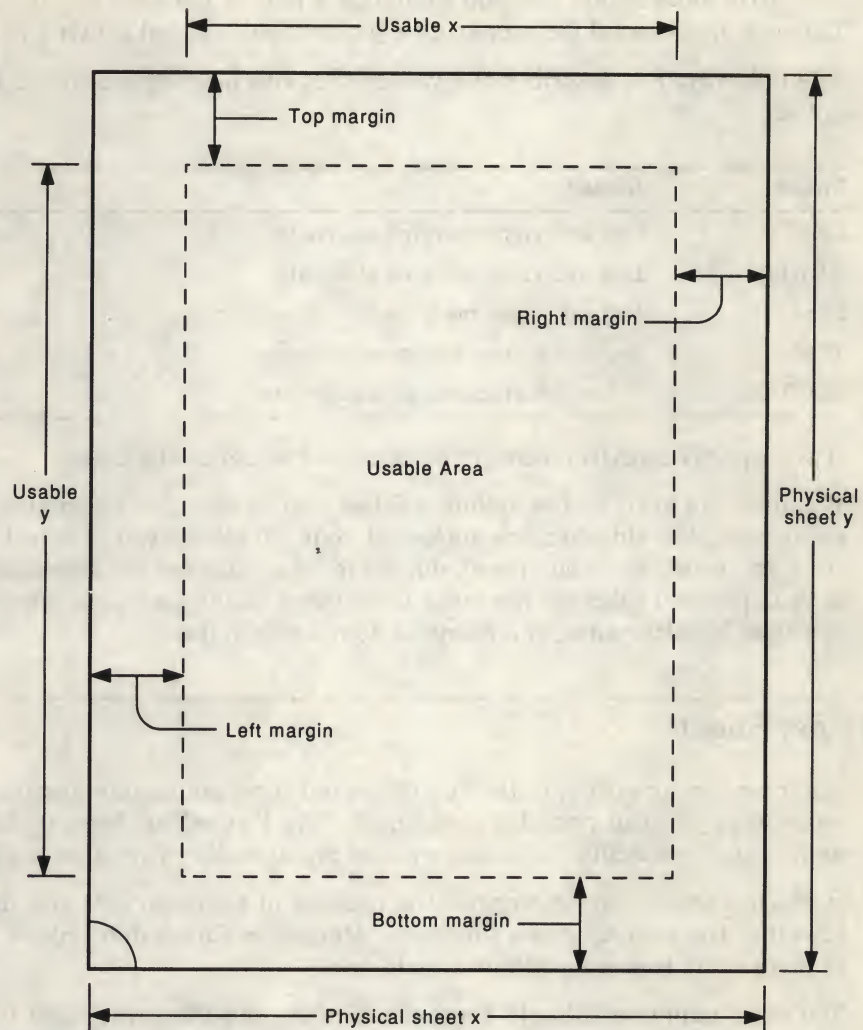 Usable x
Top margin
Right margin
Usable Area
Usable
y
Physical
sheet y
Left margin
Bottom margin
Physical sheet x